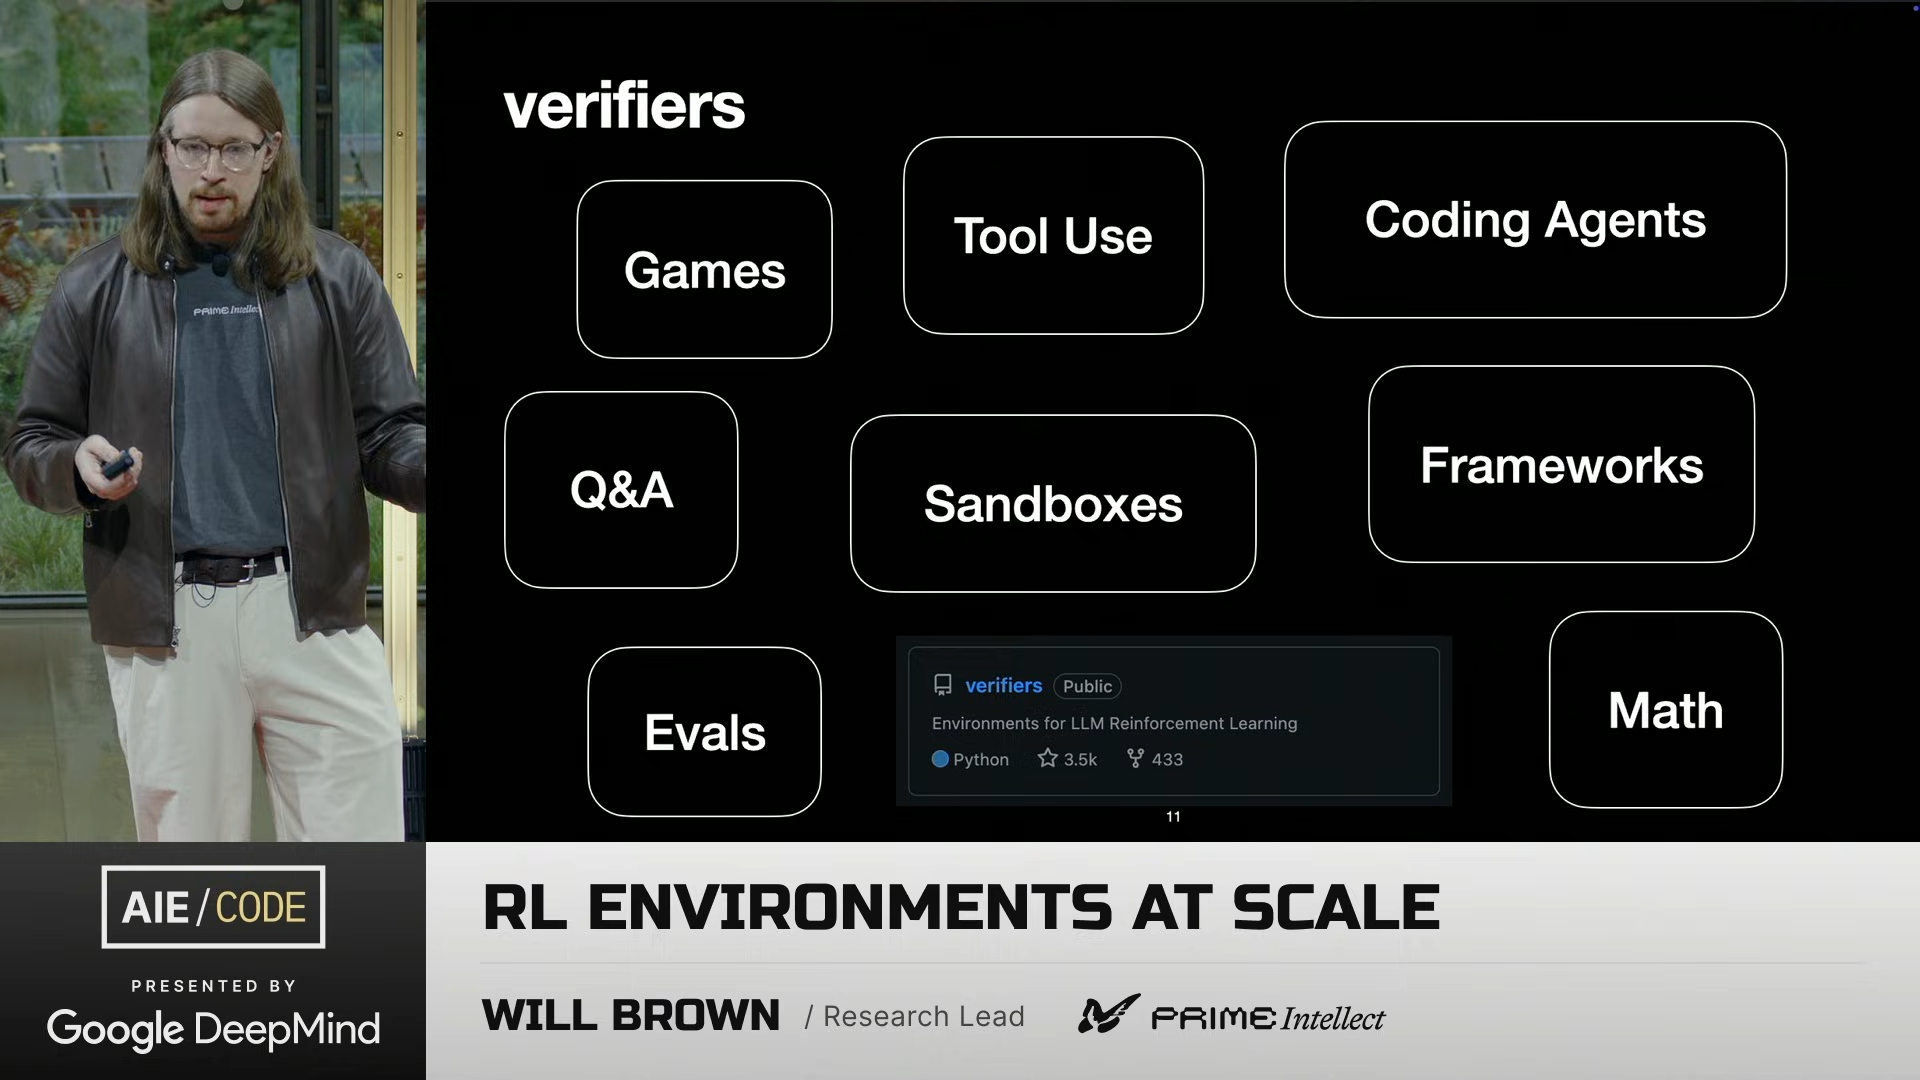 PRIME Intellect
verifiers
Games
Tool Use
Coding Agents
Q&A
Sandboxes
Frameworks
Evals
verifiers Public
Environments for LLM Reinforcement Learning
Python 3.5k 433
Math
11
AIE/CODE
PRESENTED BY
Google DeepMind
RL ENVIRONMENTS AT SCALE
WILL BROWN / Research Lead PRIME Intellect